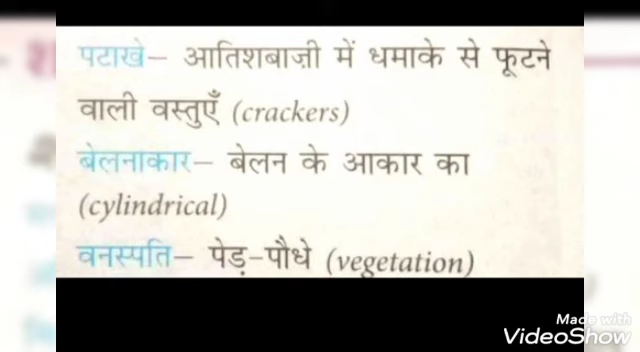 पटाखे– आतिशबाज़ी में धमाके से फूटने
वाली वस्तुएँ (crackers)
बेलनाकार– बेलन के आकार का
(cylindrical)
वनस्पति– पेड़-पौधे (vegetation)
Made with
VideoShow